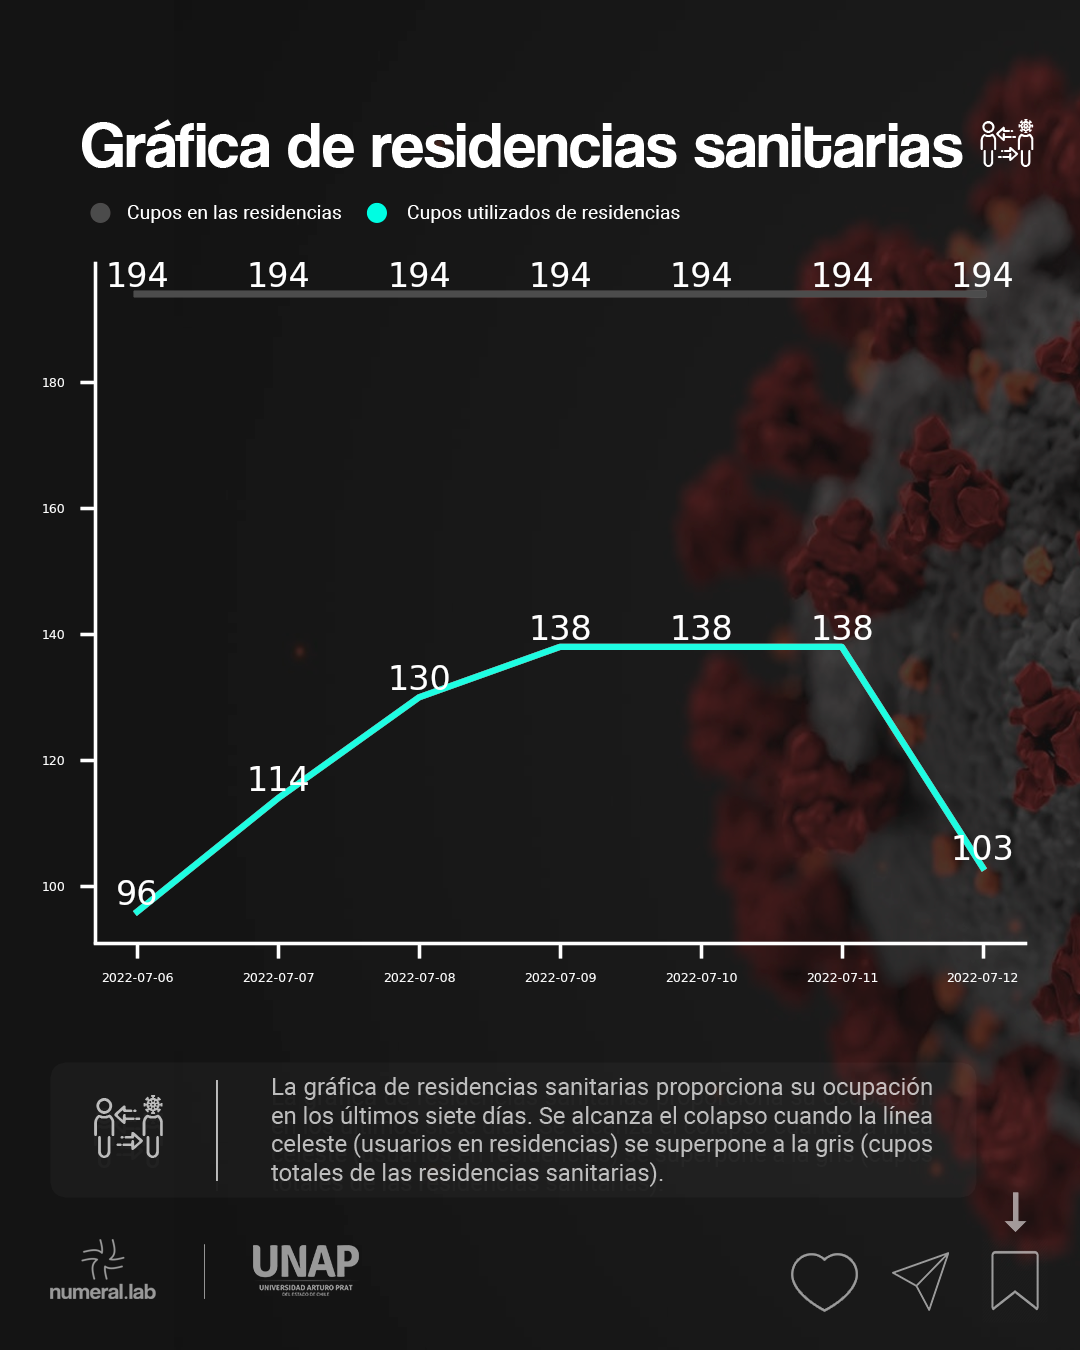 Gráfica de residencias sanitarias
Cupos en las residencias
Cupos utilizados de residencias
194 194 194 194 194 194 194
180
160
140
120
100
138 138 138
130
114
103
96
2022-07-06 2022-07-07 2022-07-08 2022-07-09 2022-07-10 2022-07-11 2022-07-12
La gráfica de residencias sanitarias proporciona su ocupación
en los últimos siete días. Se alcanza el colapso cuando la línea
celeste (usuarios en residencias) se superpone a la gris (cupos
totales de las residencias sanitarias).
numeral.lab
UNAP
UNIVERSIDAD ARTURO PRAT
DEL ESTADO DE CHILE